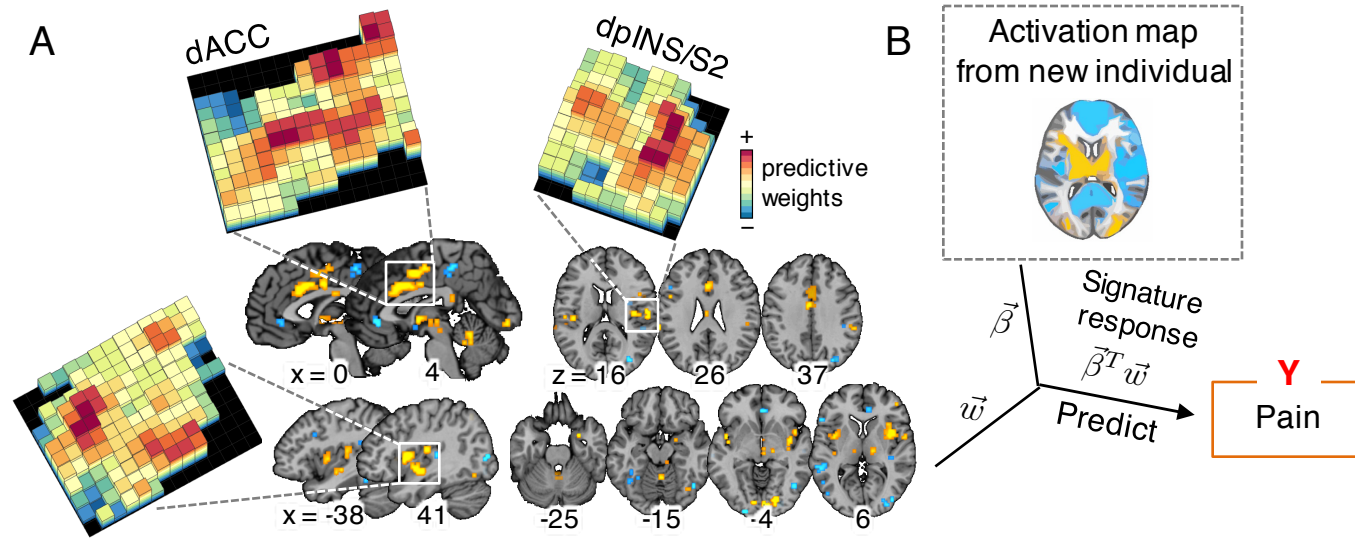 A
dACC
dpINS/S2
+
predictive
weights
−
x = 0
4
z = 16
26
37
x = -38
41
-25
-15
-4
6
B
Activation map
from new individual
Signature
response
β⃗
β⃗ᵀ w⃗
w⃗
Predict
Y
Pain